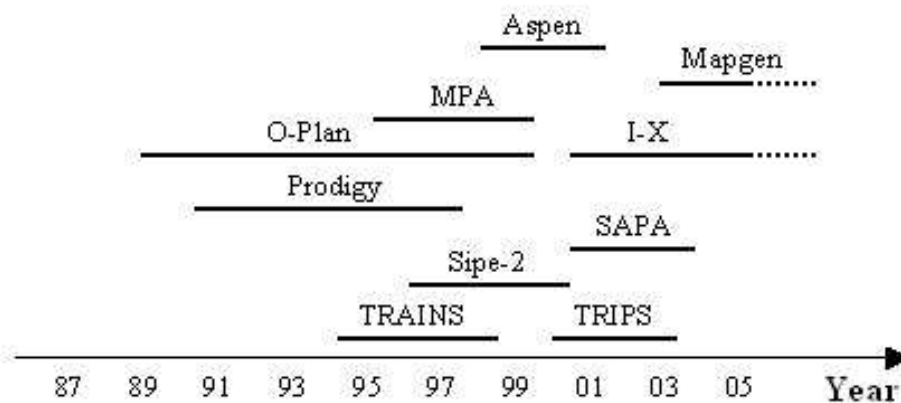 Aspen
Mapgen
MPA
O-Plan
I-X
Prodigy
SAPA
Sipe-2
TRAINS
TRIPS
87 89 91 93 95 97 99 01 03 05 Year